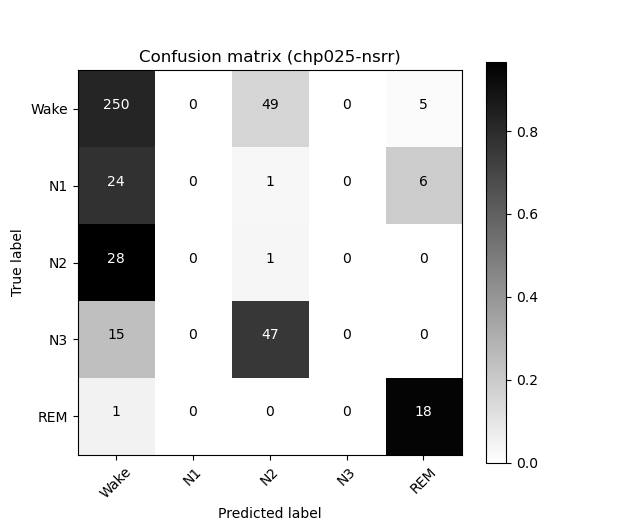 Confusion matrix (chp025-nsrr)
True label
Wake 250 0 49 0 5
N1 24 0 1 0 6
N2 28 0 1 0 0
N3 15 0 47 0 0
REM 1 0 0 0 18
Wake N1 N2 N3 REM
Predicted label
0.8
0.6
0.4
0.2
0.0